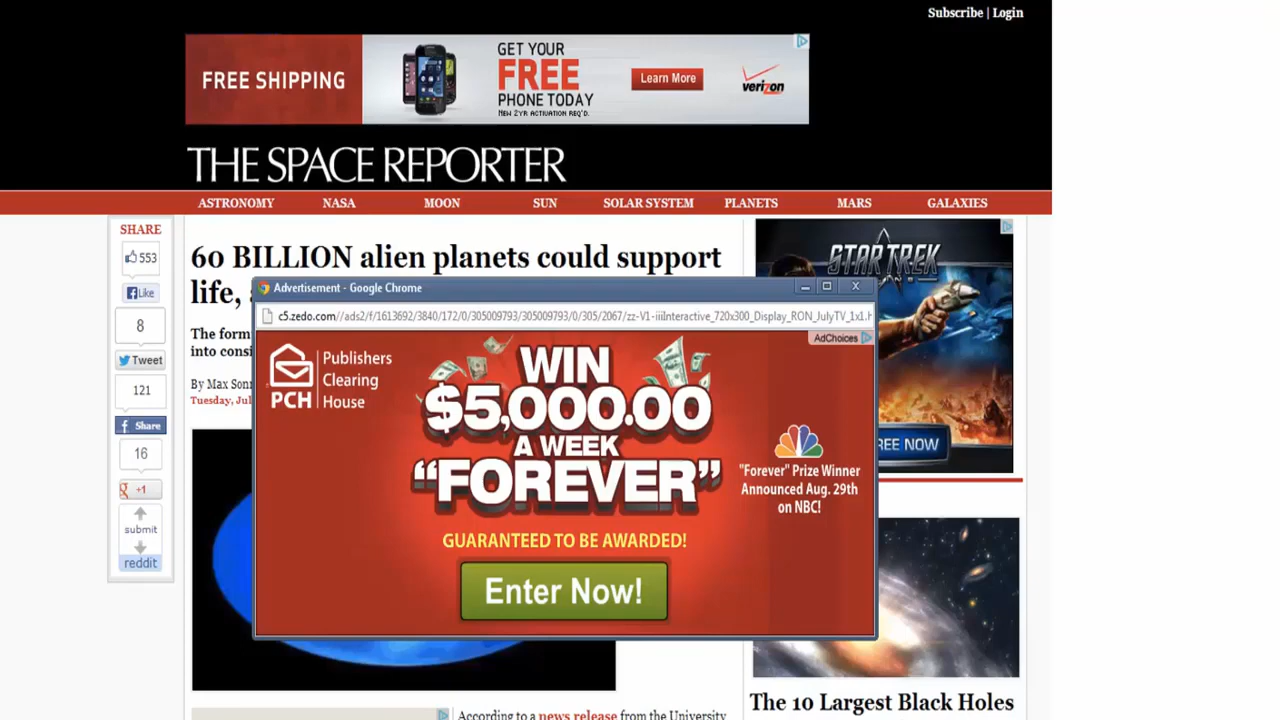 Subscribe | Login
FREE SHIPPING
GET YOUR
FREE
PHONE TODAY
NEW 2YR ACTIVATION REQ'D.
Learn More
verizon
THE SPACE REPORTER
ASTRONOMY NASA MOON SUN SOLAR SYSTEM PLANETS MARS GALAXIES
SHARE
553
Like
8
Tweet
121
Share
16
+1
submit
reddit
60 BILLION alien planets could support
life,
The form
into consi
By Max Sonn
Tuesday, Jul
Advertisement - Google Chrome
c5.zedo.com//ads2/f/1613692/3840/172/0/305009793/305009793/0/305/2067/zz-V1-iiiInteractive_720x300_Display_RON_JulyTV_1x1.h
AdChoices
Publishers
Clearing
House
PCH
WIN
$5,000.00
A WEEK
“FOREVER”
GUARANTEED TO BE AWARDED!
Enter Now!
"Forever" Prize Winner
Announced Aug. 29th
on NBC!
STAR TREK
REE NOW
The 10 Largest Black Holes
According to a news release from the University